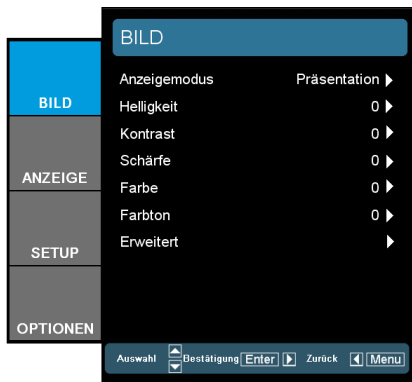 BILD
BILD
ANZEIGE
SETUP
OPTIONEN
Anzeigemodus Präsentation
Helligkeit 0
Kontrast 0
Schärfe 0
Farbe 0
Farbton 0
Erweitert
Auswahl Bestätigung Enter Zurück Menu